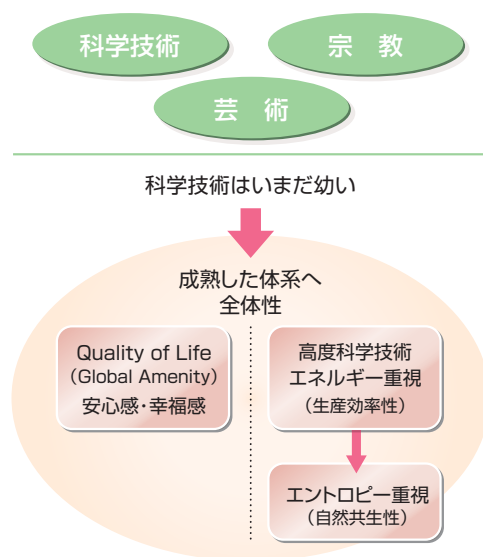 科学技術
宗 教
芸 術
科学技術はいまだ幼い
成熟した体系へ
全体性
Quality of Life
(Global Amenity)
安心感・幸福感
高度科学技術
エネルギー重視
(生産効率性)
エントロピー重視
(自然共生性)